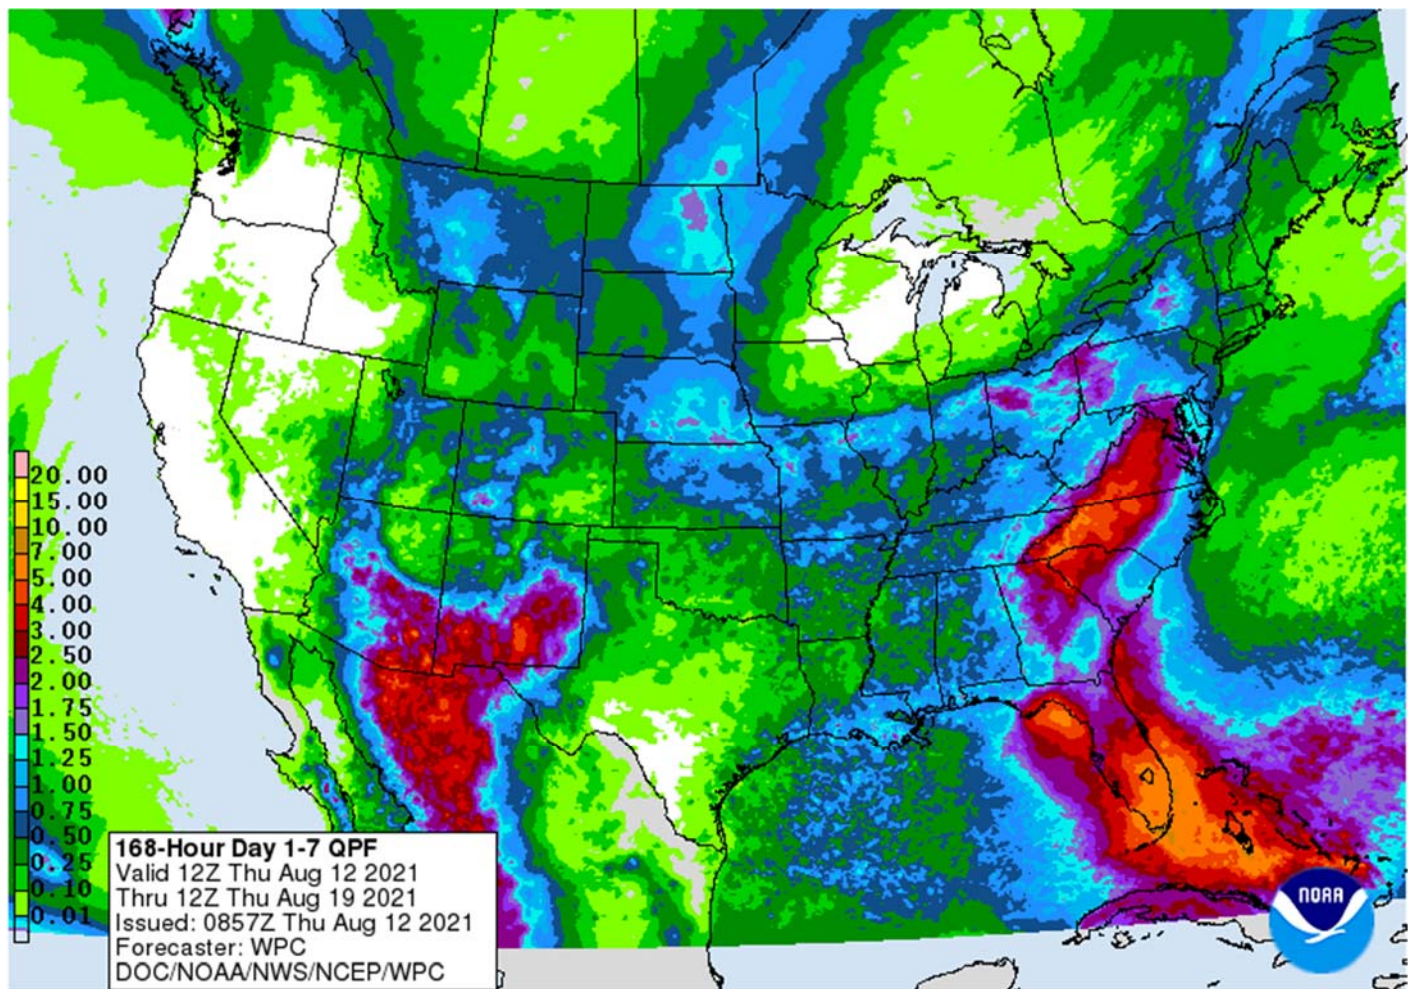 20.00
15.00
10.00
7.00
5.00
4.00
3.00
2.50
2.00
1.75
1.50
1.25
1.00
0.75
0.50
0.25
0.10
0.01
168-Hour Day 1-7 QPF
Valid 12Z Thu Aug 12 2021
Thru 12Z Thu Aug 19 2021
Issued: 0857Z Thu Aug 12 2021
Forecaster: WPC
DOC/NOAA/NWS/NCEP/WPC
NOAA